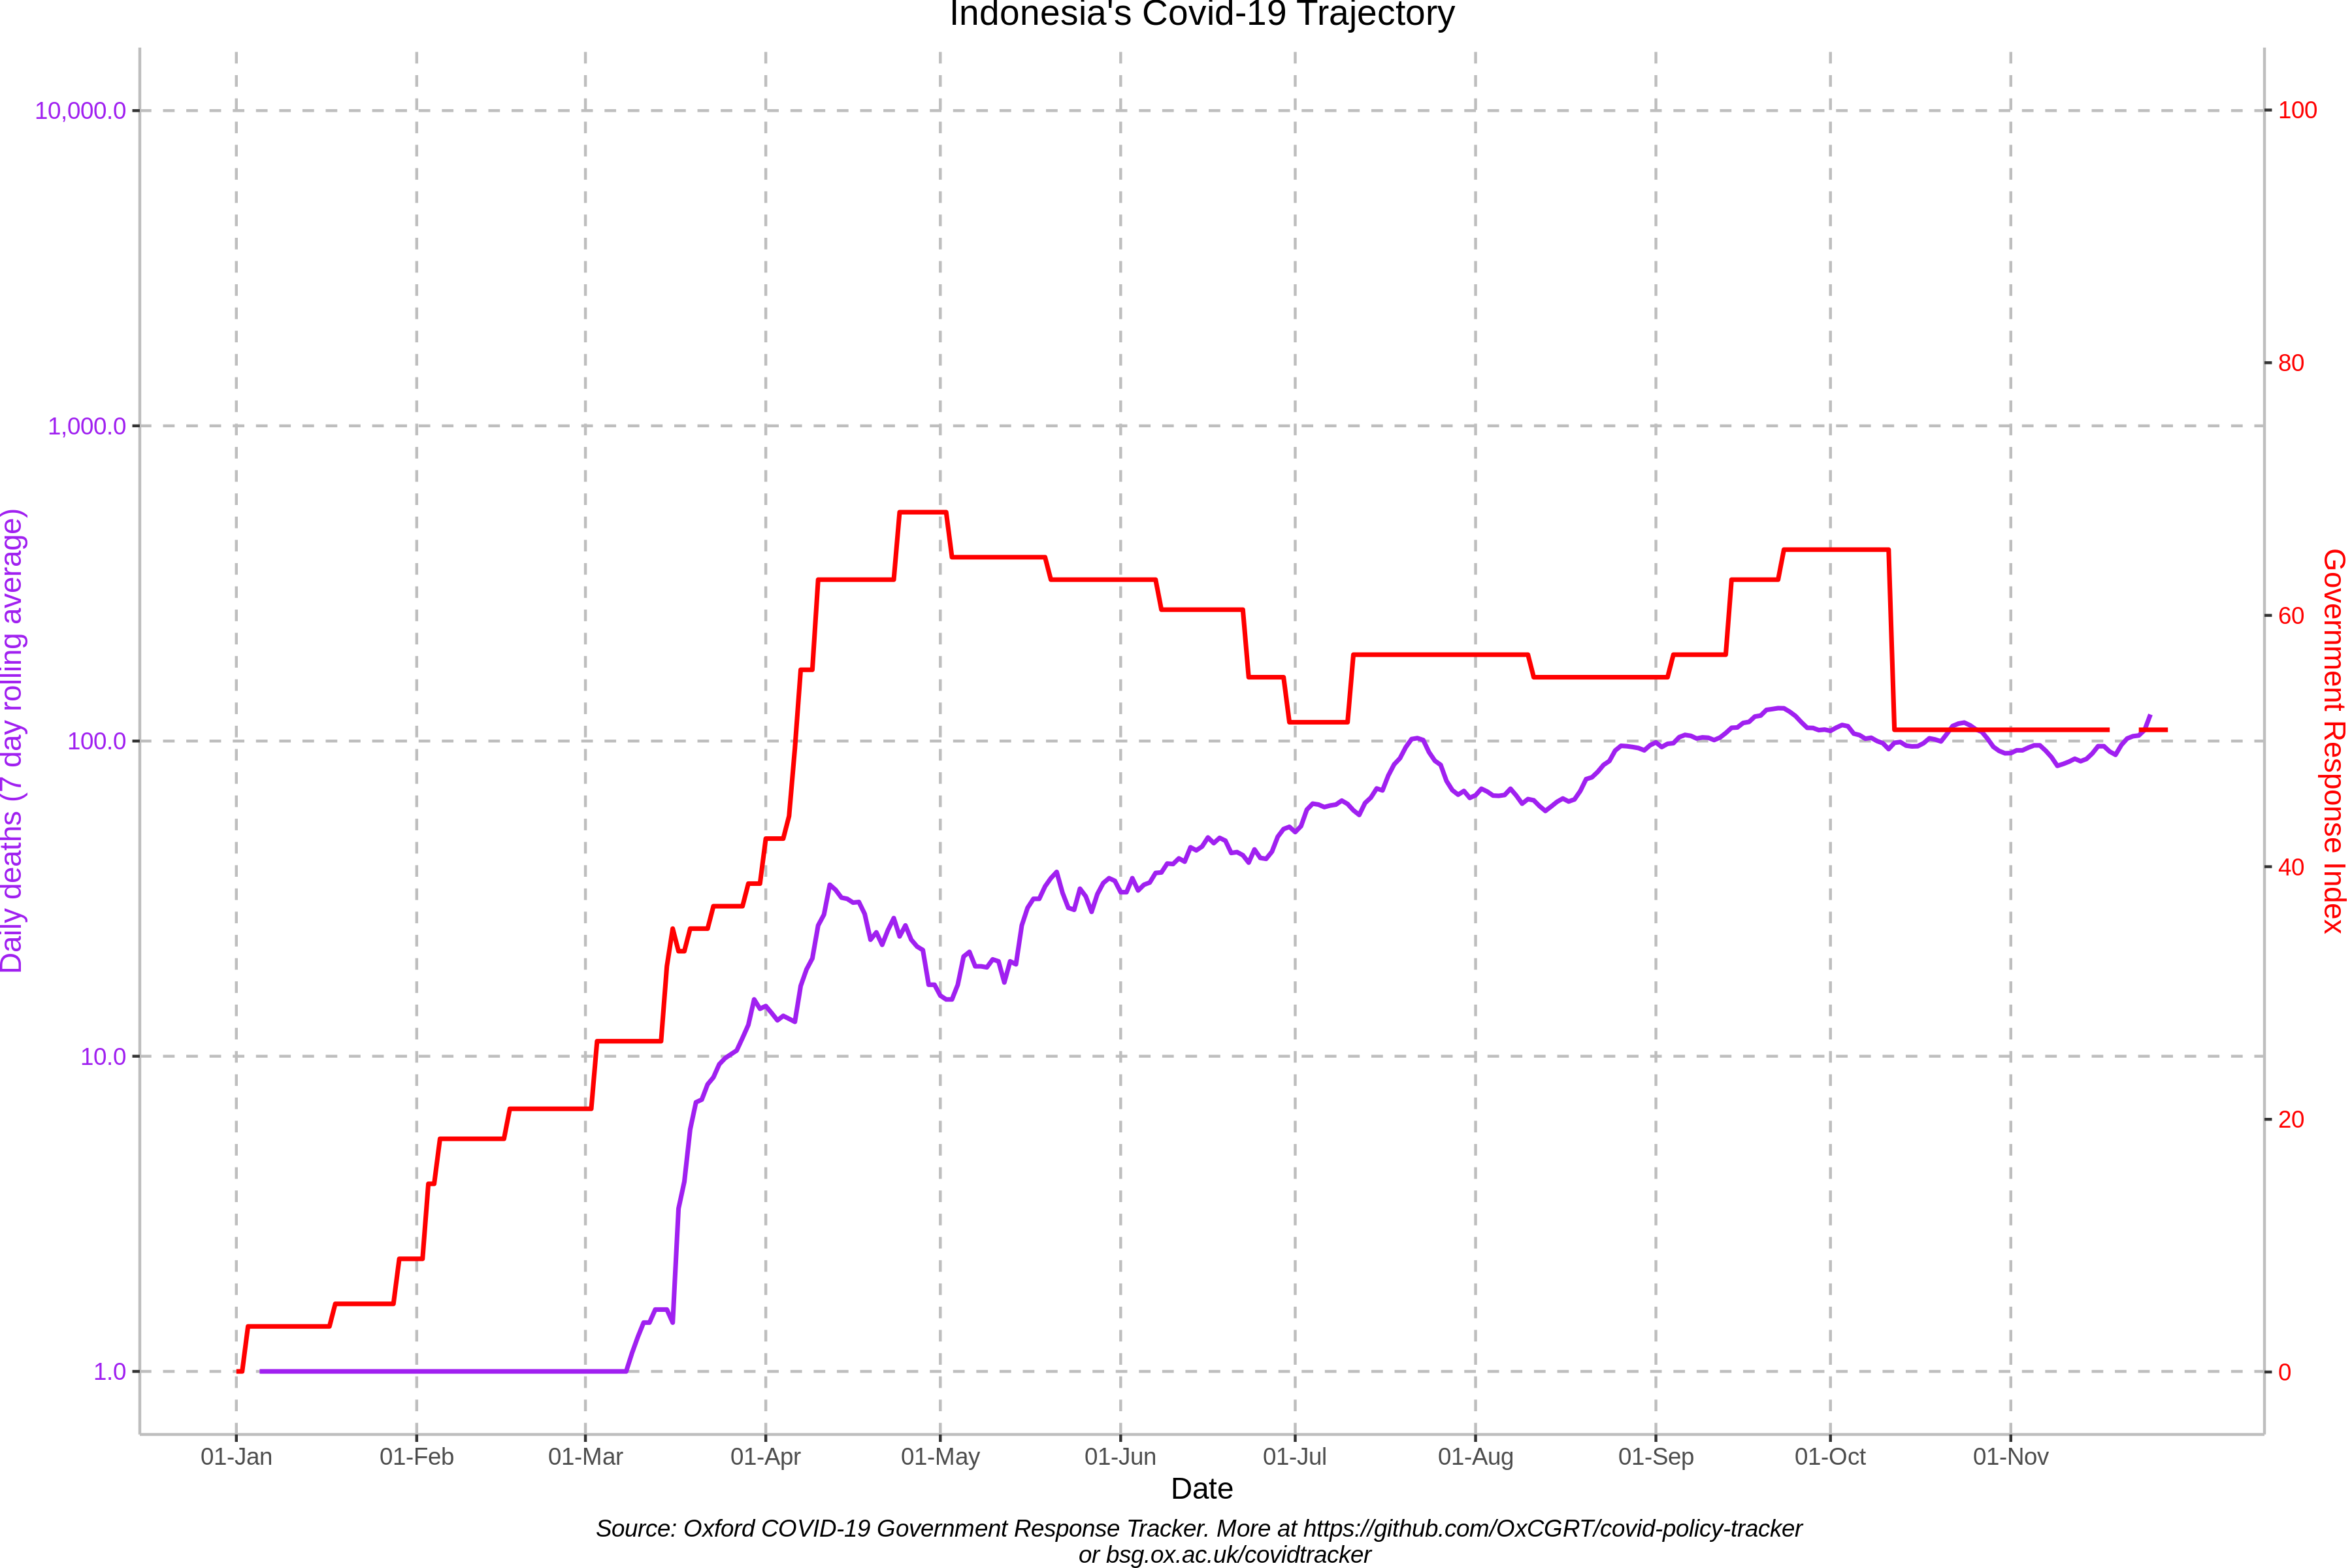 Indonesia's Covid-19 Trajectory
Daily deaths (7 day rolling average)
10,000.0
1,000.0
100.0
10.0
1.0
100
80
60
40
20
0
Government Response Index
01-Jan
01-Feb
01-Mar
01-Apr
01-May
01-Jun
01-Jul
01-Aug
01-Sep
01-Oct
01-Nov
Date
Source: Oxford COVID-19 Government Response Tracker. More at https://github.com/OxCGRT/covid-policy-tracker
or bsg.ox.ac.uk/covidtracker